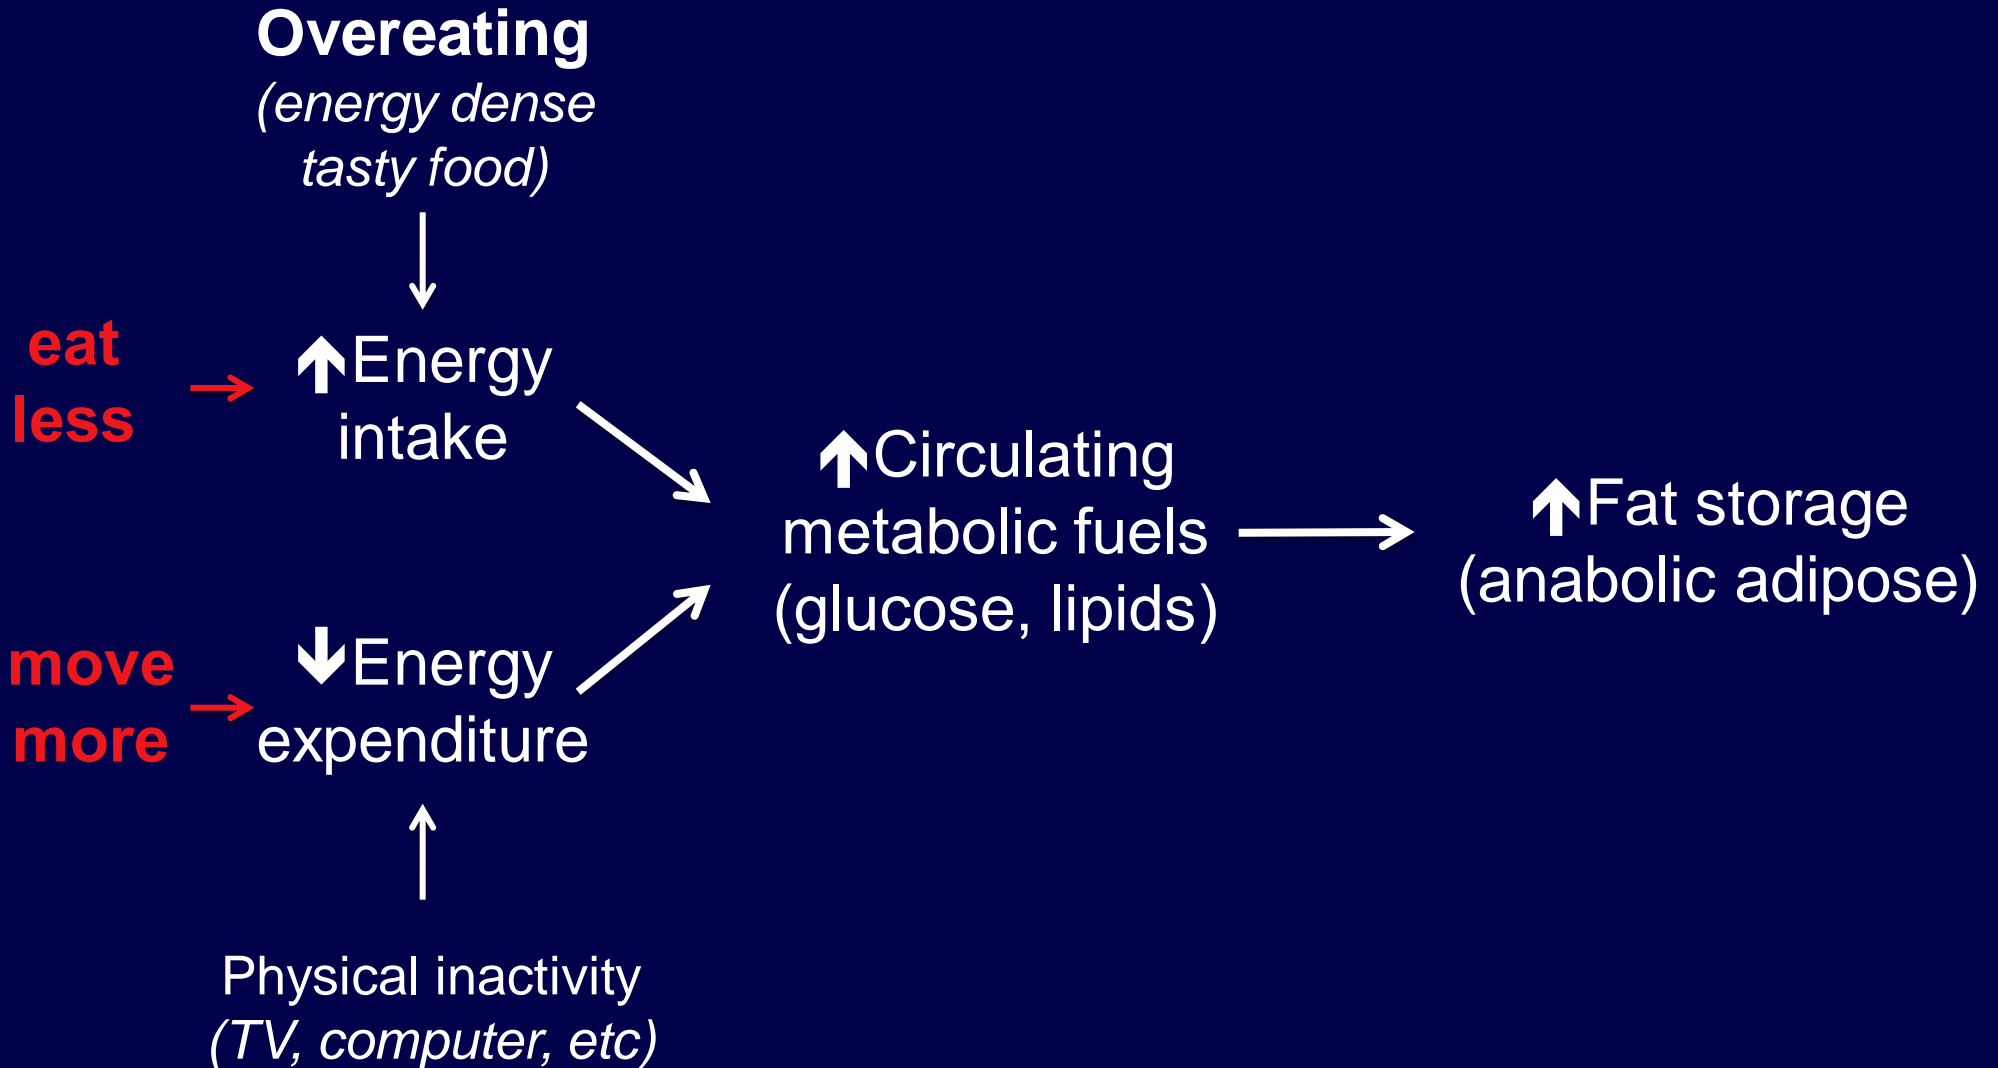 Overeating
(energy dense
tasty food)
eat
less
↑Energy
intake
↑Circulating
metabolic fuels
(glucose, lipids)
↑Fat storage
(anabolic adipose)
move
more
↓Energy
expenditure
Physical inactivity
(TV, computer, etc)